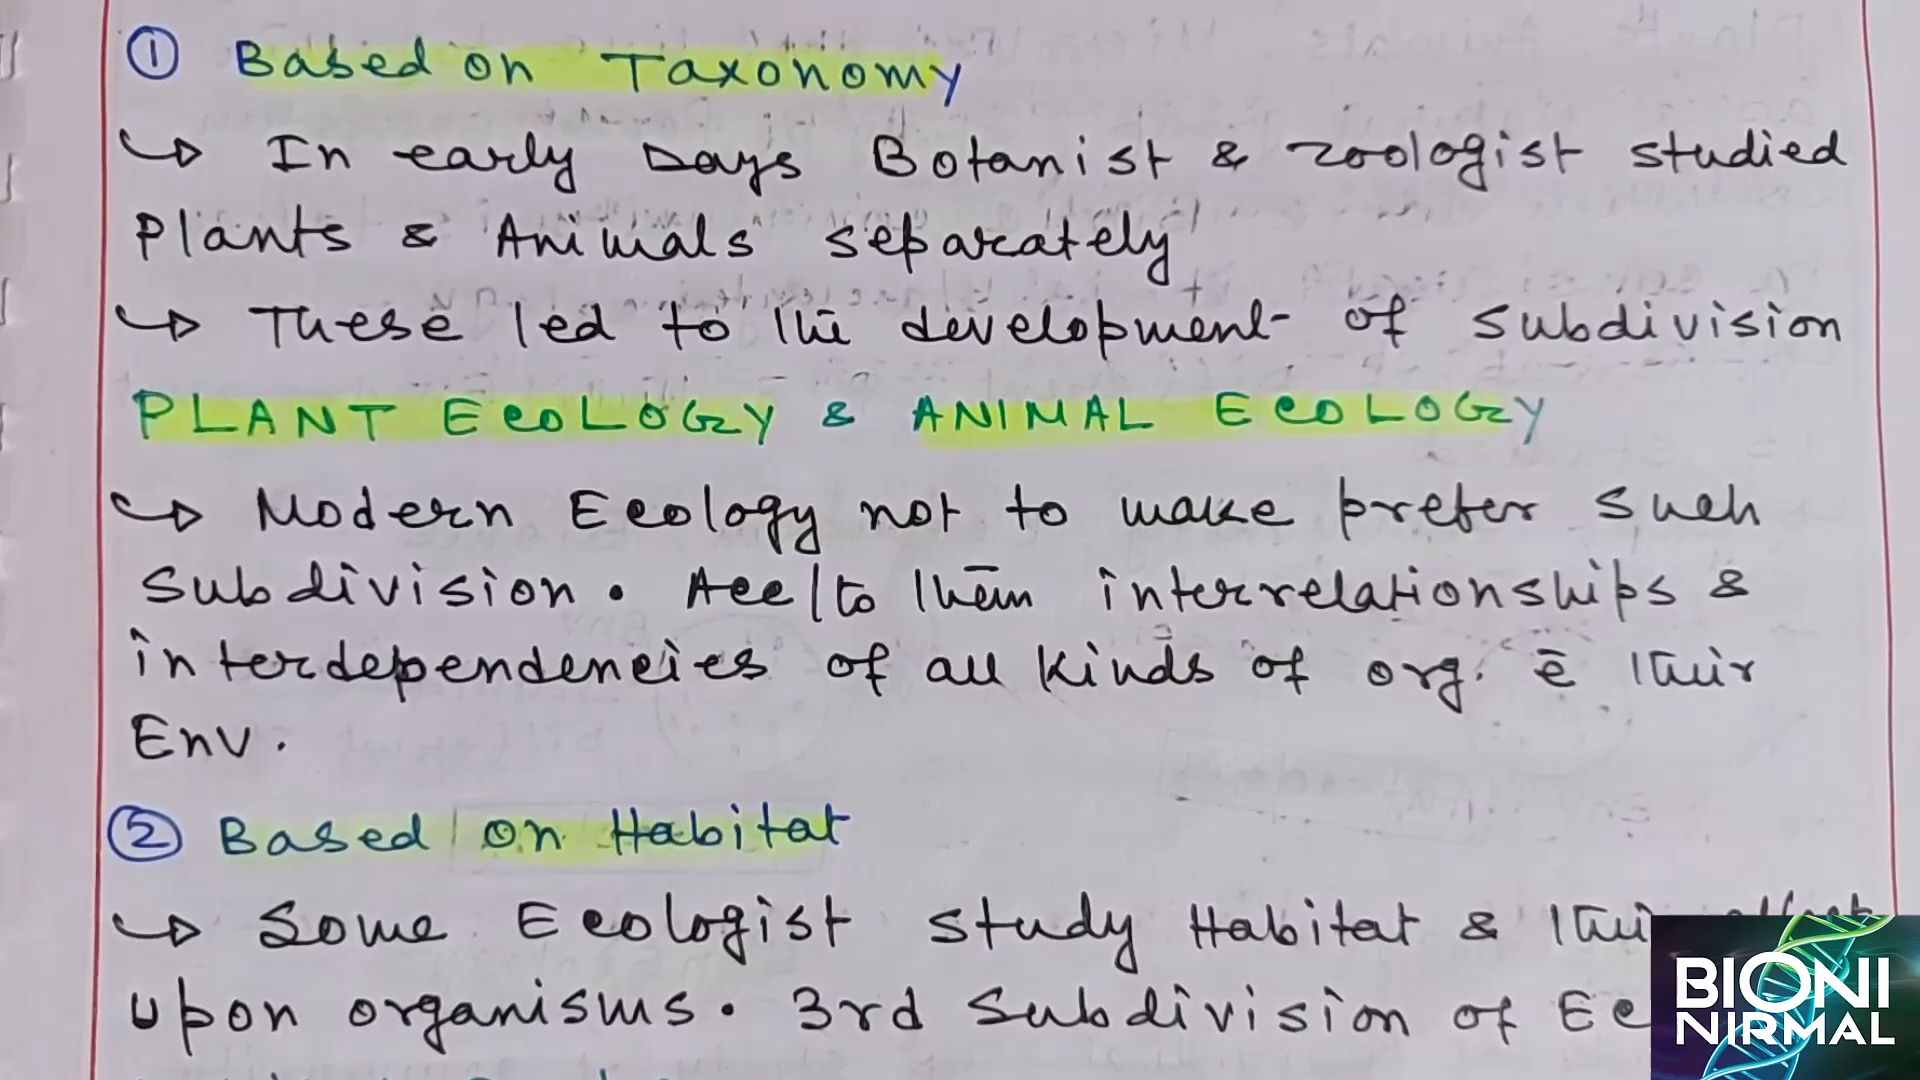 ① Based on Taxonomy
↪ In early Days Botanist & zoologist studied
Plants & Animals separately
↪ These led to the development of subdivision
PLANT ECOLOGY & ANIMAL ECOLOGY
↪ Modern Ecology not to make prefer such
subdivision. Acc/to them interrelationships &
interdependencies of all kinds of org. c̄ their
Env.
② Based on Habitat
↪ Some Ecologist study Habitat &
upon organisms. 3rd subdivision of Ec
BIONI
NIRMAL